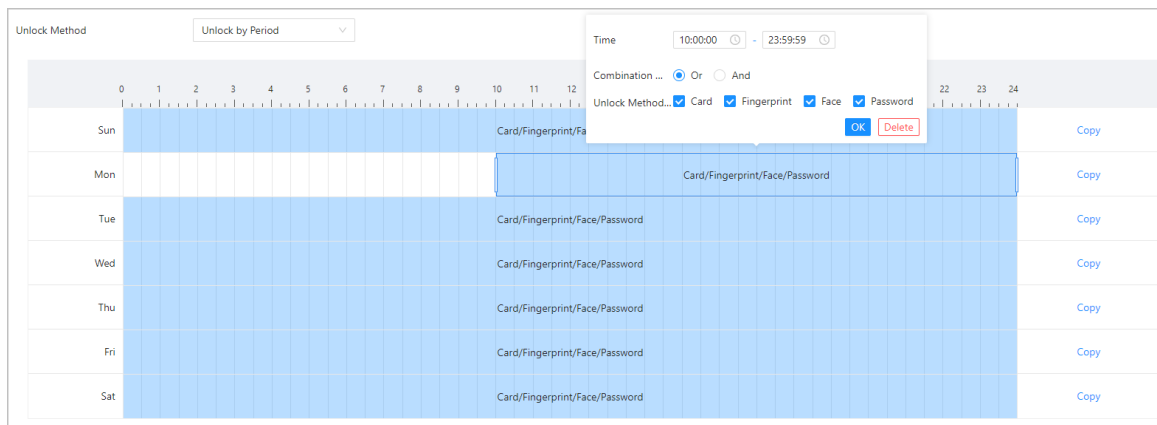 Unlock Method Unlock by Period
Time 10:00:00 - 23:59:59
Combination ... Or And
Unlock Method... Card Fingerprint Face Password
OK Delete
0 1 2 3 4 5 6 7 8 9 10 11 12 22 23 24
Sun Card/Fingerprint/Fa Copy
Mon Card/Fingerprint/Face/Password Copy
Tue Card/Fingerprint/Face/Password Copy
Wed Card/Fingerprint/Face/Password Copy
Thu Card/Fingerprint/Face/Password Copy
Fri Card/Fingerprint/Face/Password Copy
Sat Card/Fingerprint/Face/Password Copy